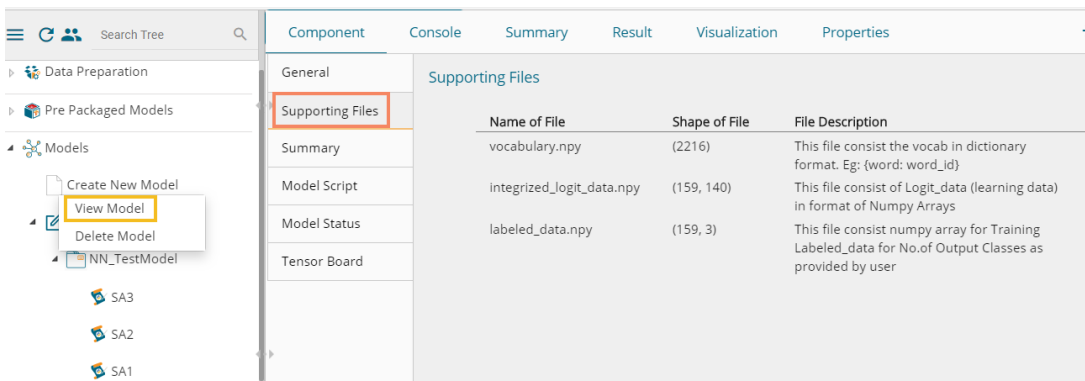 Search Tree
Data Preparation
Pre Packaged Models
Models
Create New Model
View Model
Delete Model
NN_TestModel
SA3
SA2
SA1
Component Console Summary Result Visualization Properties
General
Supporting Files
Summary
Model Script
Model Status
Tensor Board
Supporting Files
Name of File Shape of File File Description
vocabulary.npy (2216) This file consist the vocab in dictionary
format. Eg: {word: word_id}
integrized_logit_data.npy (159, 140) This file consist of Logit_data (learning data)
in format of Numpy Arrays
labeled_data.npy (159, 3) This file consist numpy array for Training
Labeled_data for No.of Output Classes as
provided by user